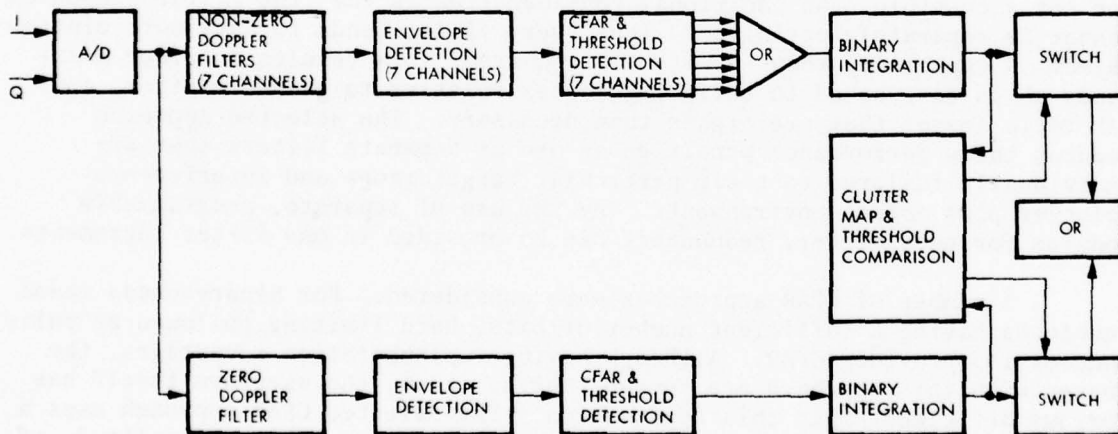 I
Q
A/D
NON-ZERO
DOPPLER
FILTERS
(7 CHANNELS)
ENVELOPE
DETECTION
(7 CHANNELS)
CFAR &
THRESHOLD
DETECTION
(7 CHANNELS)
OR
BINARY
INTEGRATION
SWITCH
CLUTTER
MAP &
THRESHOLD
COMPARISON
OR
ZERO
DOPPLER
FILTER
ENVELOPE
DETECTION
CFAR &
THRESHOLD
DETECTION
BINARY
INTEGRATION
SWITCH